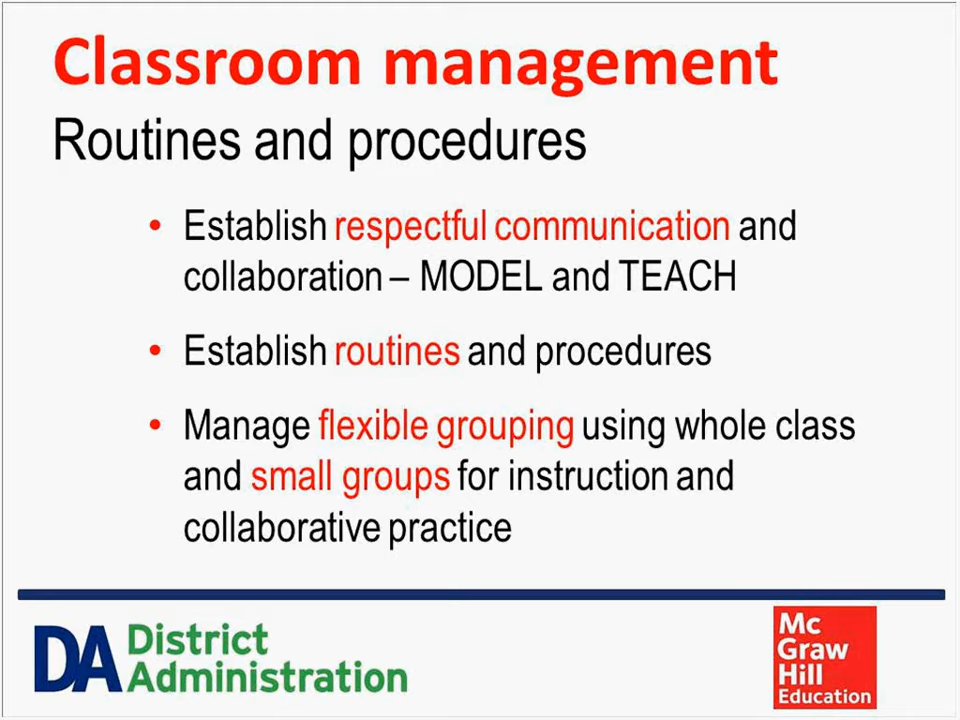 Classroom management
Routines and procedures
• Establish respectful communication and
collaboration – MODEL and TEACH
• Establish routines and procedures
• Manage flexible grouping using whole class
and small groups for instruction and
collaborative practice
DA District
Administration
Mc
Graw
Hill
Education